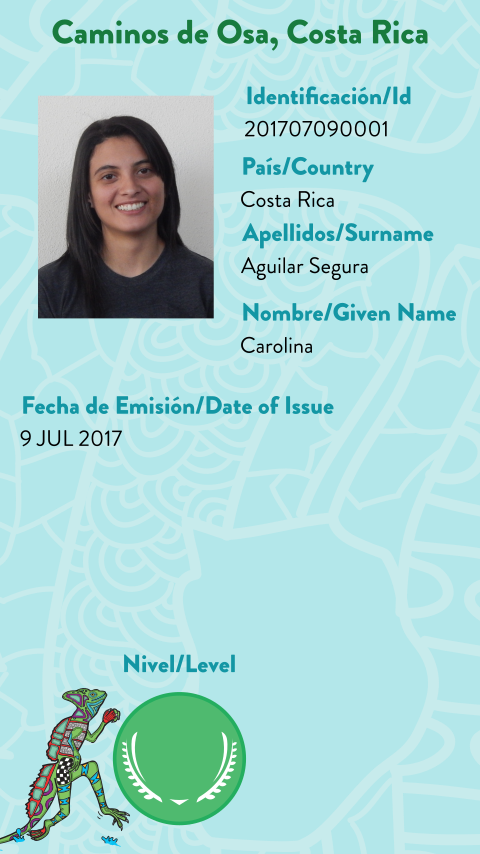 Caminos de Osa, Costa Rica
Identificación/Id
201707090001
País/Country
Costa Rica
Apellidos/Surname
Aguilar Segura
Nombre/Given Name
Carolina
Fecha de Emisión/Date of Issue
9 JUL 2017
Nivel/Level